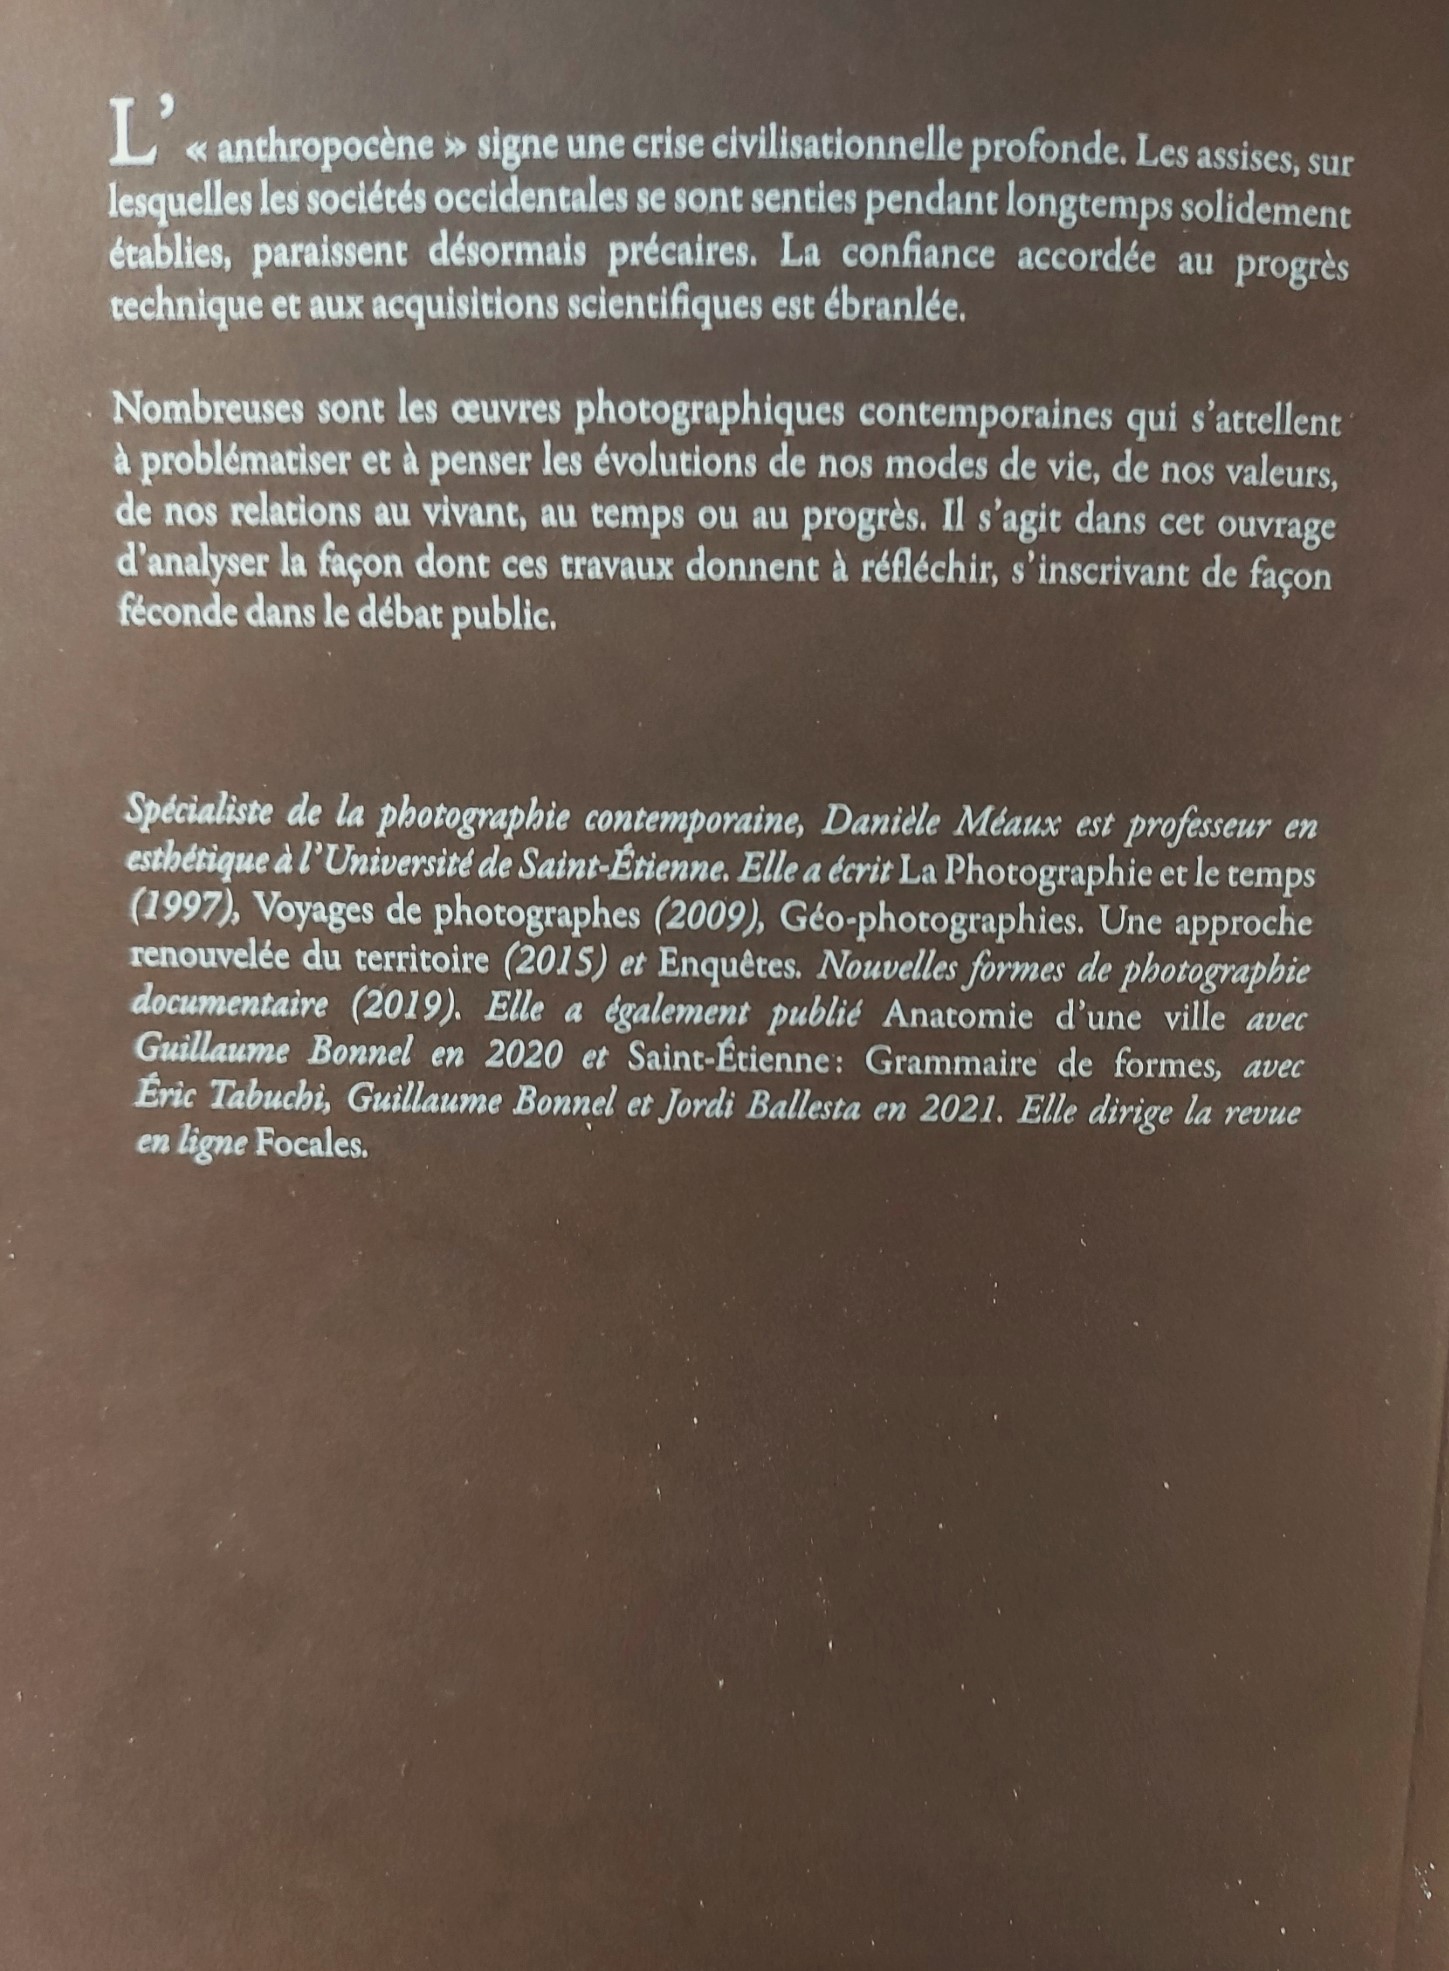 L' « anthropocène » signe une crise civilisationnelle profonde. Les assises, sur
lesquelles les sociétés occidentales se sont senties pendant longtemps solidement
établies, paraissent désormais précaires. La confiance accordée au progrès
technique et aux acquisitions scientifiques est ébranlée.
Nombreuses sont les œuvres photographiques contemporaines qui s'attellent
à problématiser et à penser les évolutions de nos modes de vie, de nos valeurs,
de nos relations au vivant, au temps ou au progrès. Il s'agit dans cet ouvrage
d'analyser la façon dont ces travaux donnent à réfléchir, s'inscrivant de façon
féconde dans le débat public.
Spécialiste de la photographie contemporaine, Danièle Méaux est professeur en
esthétique à l'Université de Saint-Étienne. Elle a écrit La Photographie et le temps
(1997), Voyages de photographes (2009), Géo-photographies. Une approche
renouvelée du territoire (2015) et Enquêtes. Nouvelles formes de photographie
documentaire (2019). Elle a également publié Anatomie d'une ville avec
Guillaume Bonnel en 2020 et Saint-Étienne : Grammaire de formes, avec
Éric Tabuchi, Guillaume Bonnel et Jordi Ballesta en 2021. Elle dirige la revue
en ligne Focales.